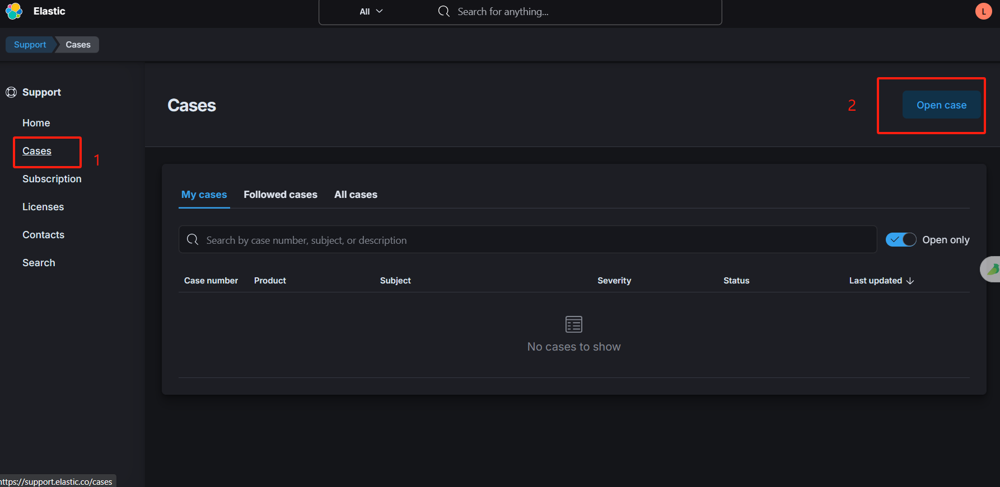 Elastic
All
Search for anything...
L
Support
Cases
Support
Home
Cases
1
Subscription
Licenses
Contacts
Search
Cases
2
Open case
My cases
Followed cases
All cases
Search by case number, subject, or description
Open only
Case number
Product
Subject
Severity
Status
Last updated
No cases to show
https://support.elastic.co/cases